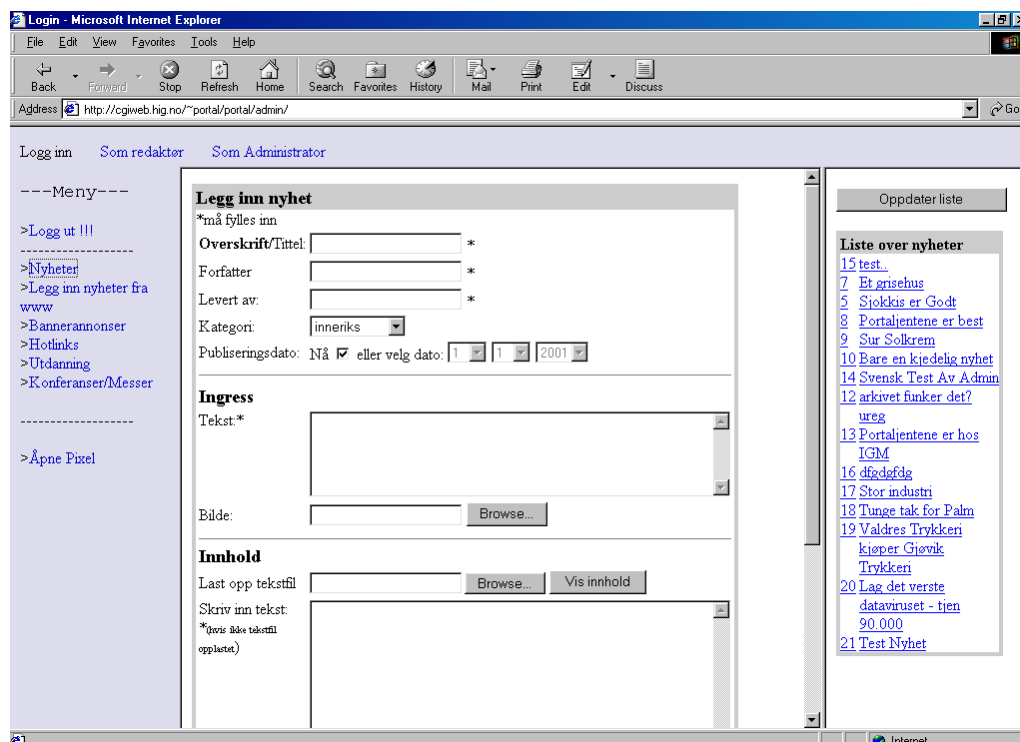 Login - Microsoft Internet Explorer
File Edit View Favorites Tools Help
Back Forward Stop Refresh Home Search Favorites History Mail Print Edit Discuss
Address http://cgiweb.hig.no/~portal/portal/admin/ Go
Logg inn Som redaktør Som Administrator
---Meny---
>Logg ut !!!
-------------------
>Nyheter
>Legg inn nyheter fra
www
>Bannerannonser
>Hotlinks
>Utdanning
>Konferanser/Messer
-------------------
>Åpne Pixel
Legg inn nyhet
*må fylles inn
Overskrift/Tittel: *
Forfatter *
Levert av: *
Kategori: inneriks
Publiseringsdato: Nå eller velg dato: 1 1 2001
Ingress
Tekst:*
Bilde: Browse...
Innhold
Last opp tekstfil Browse... Vis innhold
Skriv inn tekst:
*(hvis ikke tekstfil
opplastet)
Oppdater liste
Liste over nyheter
15 test..
7 Et grisehus
5 Sjokkis er Godt
8 Portaljentene er best
9 Sur Solkrem
10 Bare en kjedelig nyhet
14 Svensk Test Av Admin
12 arkivet funker det?
ureg
13 Portaljentene er hos
IGM
16 dfgdgfdg
17 Stor industri
18 Tunge tak for Palm
19 Valdres Trykkeri
kjøper Gjøvik
Trykkeri
20 Lag det verste
dataviruset - tjen
90.000
21 Test Nyhet
Internet